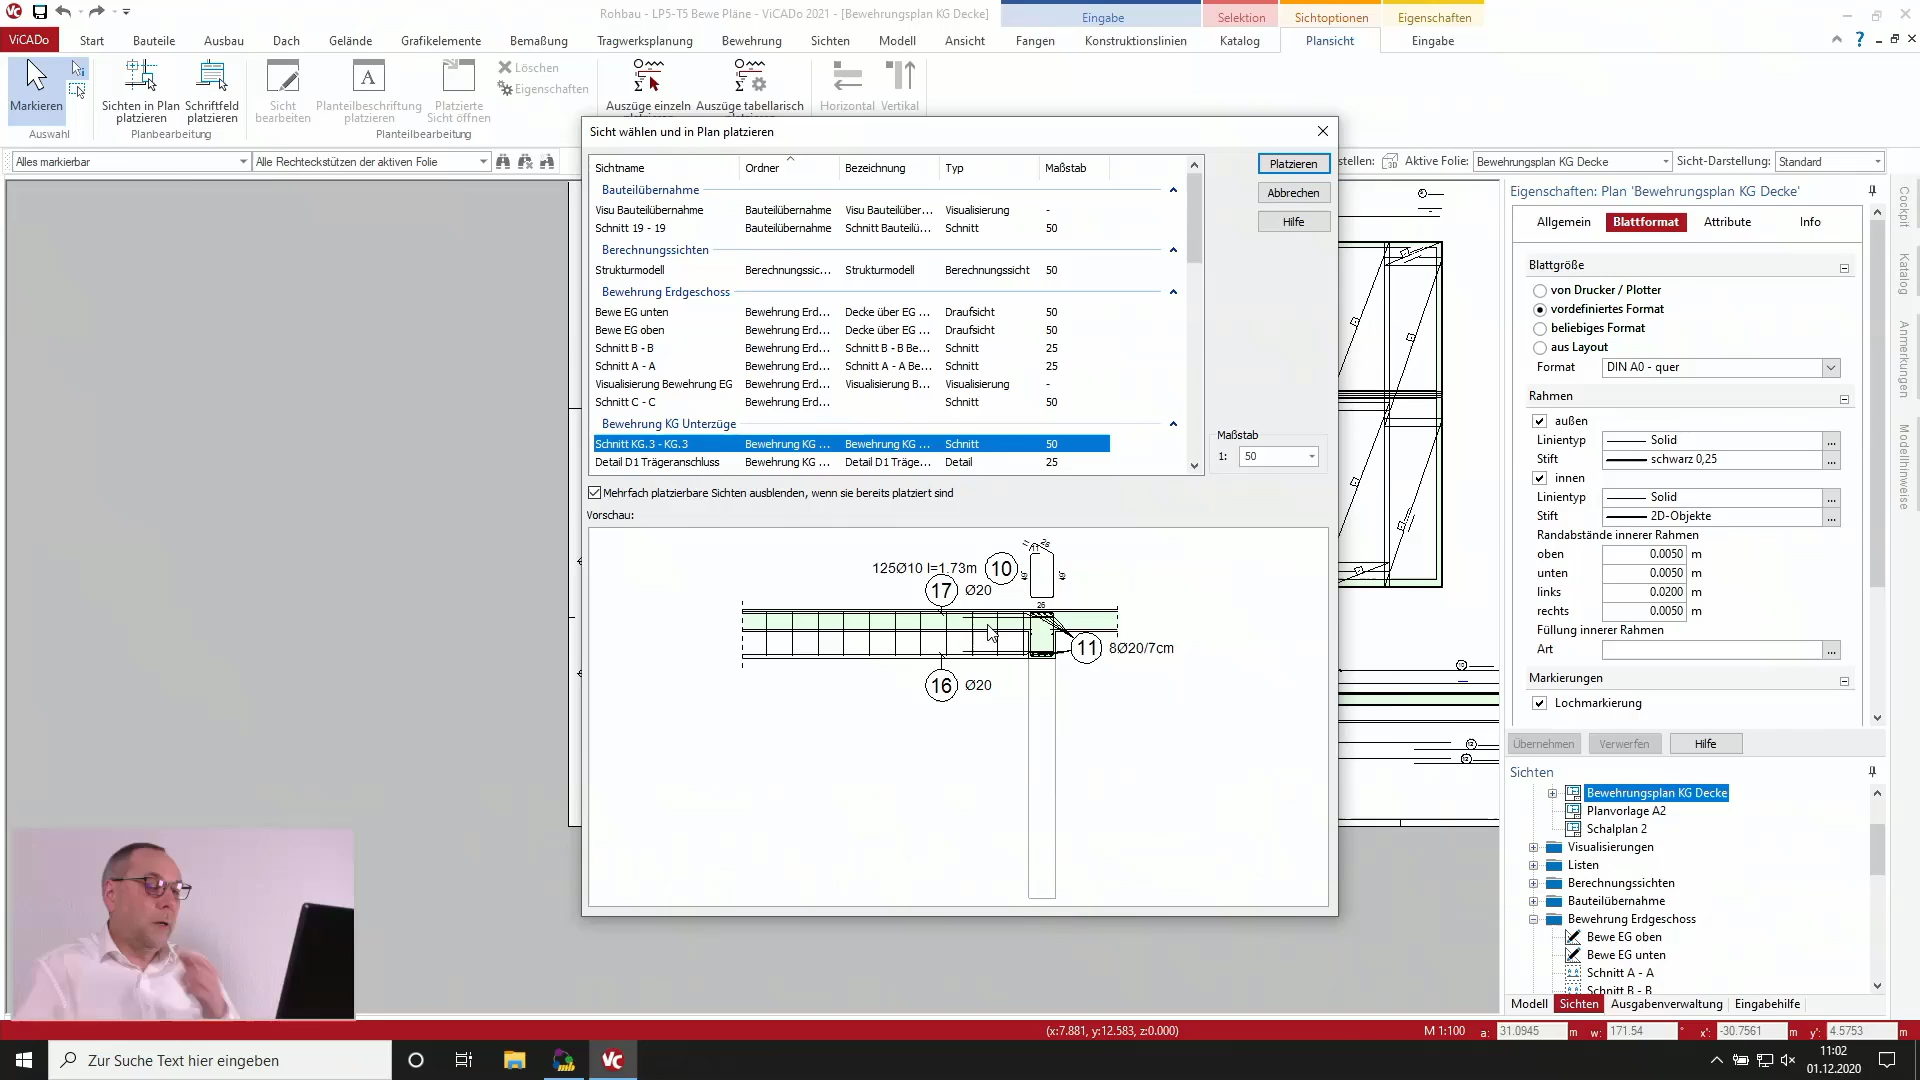 Rohbau - LP5-T5 Bewe Pläne - ViCADo 2021 - [Bewehrungsplan KG Decke]
Eingabe
Selektion
Sichtoptionen
Eigenschaften
ViCADo
Start
Bauteile
Ausbau
Dach
Gelände
Grafikelemente
Bemaßung
Tragwerksplanung
Bewehrung
Sichten
Modell
Ansicht
Fangen
Konstruktionslinien
Katalog
Plansicht
Eingabe
Markieren
Sichten in Plan platzieren
Schriftfeld platzieren
Sicht bearbeiten
Planteilbeschriftung platzieren
Platzierte Sicht öffnen
Löschen
Eigenschaften
Auszüge einzeln
Auszüge tabellarisch
Horizontal
Vertikal
Auswahl
Planbearbeitung
Planteilbearbeitung
Alles markierbar
Alle Rechteckstützen der aktiven Folie
stellen:
Aktive Folie:
Bewehrungsplan KG Decke
Sicht-Darstellung:
Standard
Sicht wählen und in Plan platzieren
Sichtname Ordner Bezeichnung Typ Maßstab
Bauteilübernahme
Visu Bauteilübernahme Bauteilübernahme Visu Bauteilüber... Visualisierung -
Schnitt 19 - 19 Bauteilübernahme Schnitt Bauteilü... Schnitt 50
Berechnungssichten
Strukturmodell Berechnungssic... Strukturmodell Berechnungssicht 50
Bewehrung Erdgeschoss
Bewe EG unten Bewehrung Erd... Decke über EG ... Draufsicht 50
Bewe EG oben Bewehrung Erd... Decke über EG ... Draufsicht 50
Schnitt B - B Bewehrung Erd... Schnitt B - B Be... Schnitt 25
Schnitt A - A Bewehrung Erd... Schnitt A - A Be... Schnitt 25
Visualisierung Bewehrung EG Bewehrung Erd... Visualisierung B... Visualisierung -
Schnitt C - C Bewehrung Erd... Schnitt 50
Bewehrung KG Unterzüge
Schnitt KG.3 - KG.3 Bewehrung KG ... Bewehrung KG ... Schnitt 50
Detail D1 Trägeranschluss Bewehrung KG ... Detail D1 Träge... Detail 25
Platzieren
Abbrechen
Hilfe
Maßstab
1: 50
Mehrfach platzierbare Sichten ausblenden, wenn sie bereits platziert sind
Vorschau:
125Ø10 l=1.73m 10
17 Ø20
26
11 8Ø20/7cm
16 Ø20
Eigenschaften: Plan 'Bewehrungsplan KG Decke'
Allgemein
Blattformat
Attribute
Info
Blattgröße
von Drucker / Plotter
vordefiniertes Format
beliebiges Format
aus Layout
Format DIN A0 - quer
Rahmen
außen
Linientyp Solid ...
Stift schwarz 0,25 ...
innen
Linientyp Solid ...
Stift 2D-Objekte ...
Randabstände innerer Rahmen
oben 0.0050 m
unten 0.0050 m
links 0.0200 m
rechts 0.0050 m
Füllung innerer Rahmen
Art ...
Markierungen
Lochmarkierung
Übernehmen
Verwerfen
Hilfe
Sichten
Bewehrungsplan KG Decke
Planvorlage A2
Schalplan 2
Visualisierungen
Listen
Berechnungssichten
Bauteilübernahme
Bewehrung Erdgeschoss
Bewe EG oben
Bewe EG unten
Schnitt A - A
Schnitt B - B
Modell
Sichten
Ausgabenverwaltung
Eingabehilfe
Cockpit
Katalog
Anmerkungen
Modellhinweise
(x:7.881, y:12.583, z:0.000)
M 1:100 a: 31.0945 m w: 171.54 ° x': -30.7561 m y': 4.5753 m
Zur Suche Text hier eingeben
mb
VC
11:02
01.12.2020